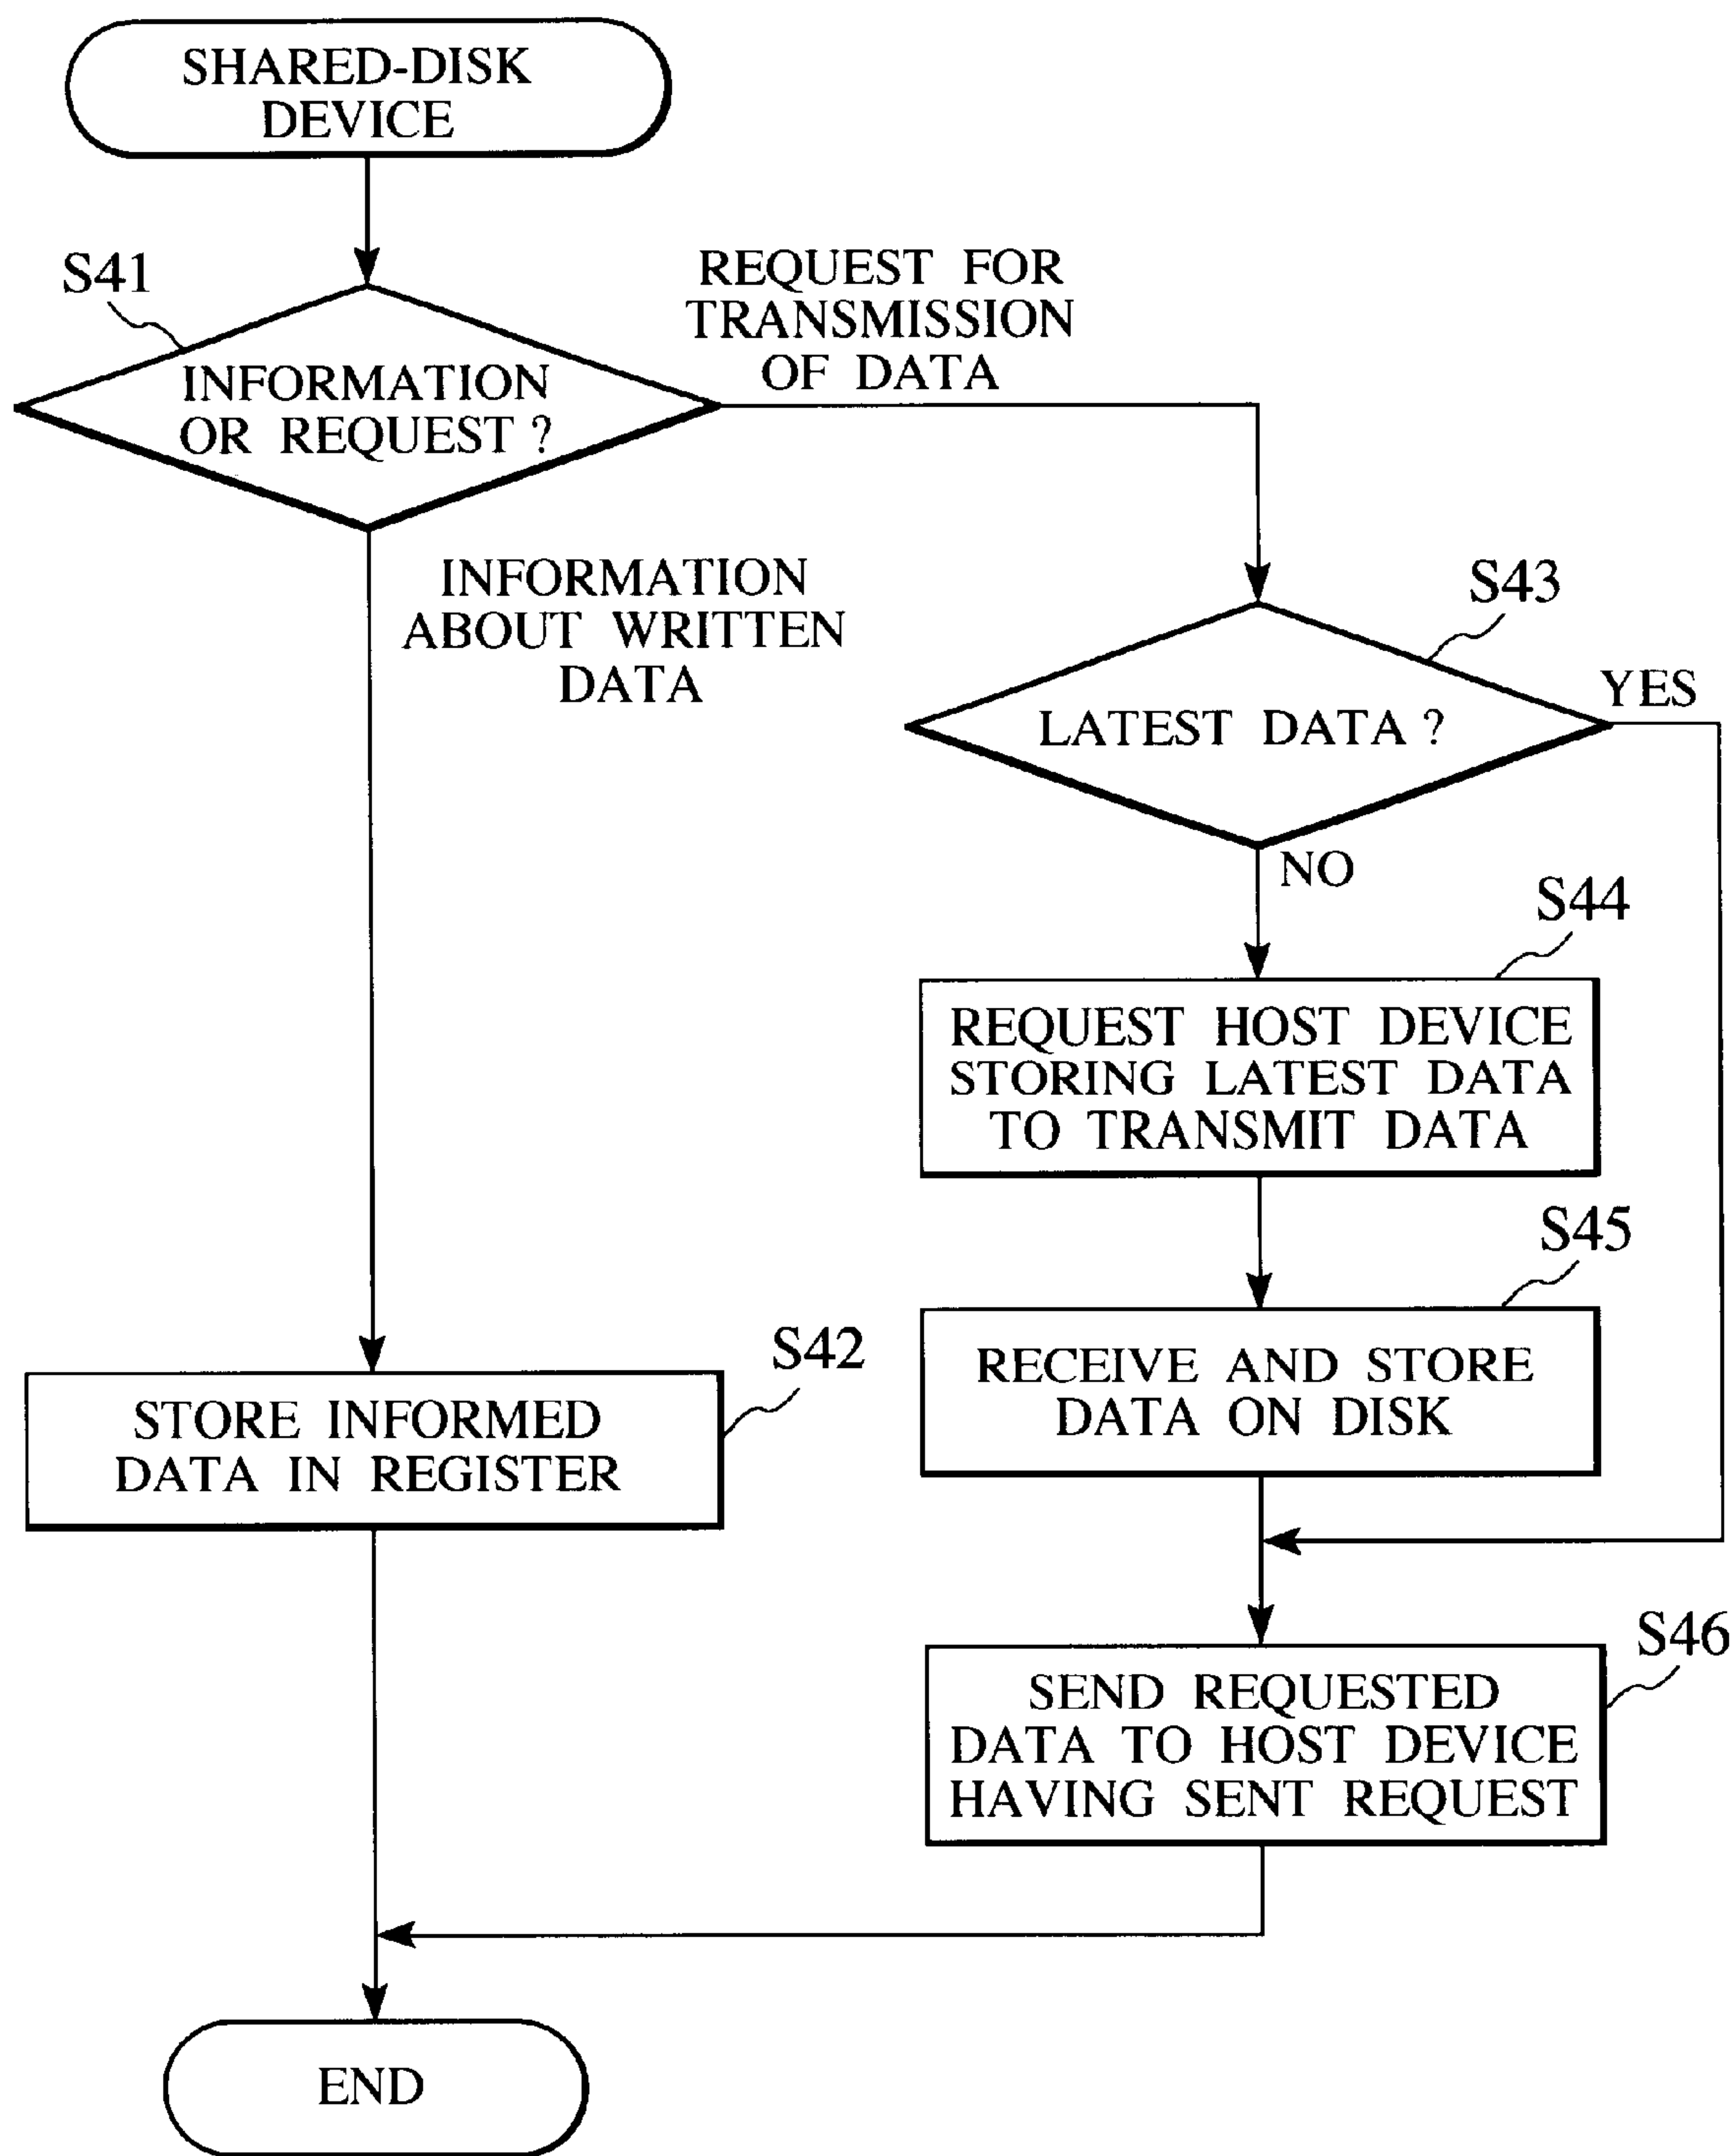 SHARED-DISK
DEVICE
S41
INFORMATION
OR REQUEST ?
REQUEST FOR
TRANSMISSION
OF DATA
INFORMATION
ABOUT WRITTEN
DATA
S43
LATEST DATA ?
YES
NO
S44
REQUEST HOST DEVICE
STORING LATEST DATA
TO TRANSMIT DATA
S45
RECEIVE AND STORE
DATA ON DISK
S42
STORE INFORMED
DATA IN REGISTER
S46
SEND REQUESTED
DATA TO HOST DEVICE
HAVING SENT REQUEST
END